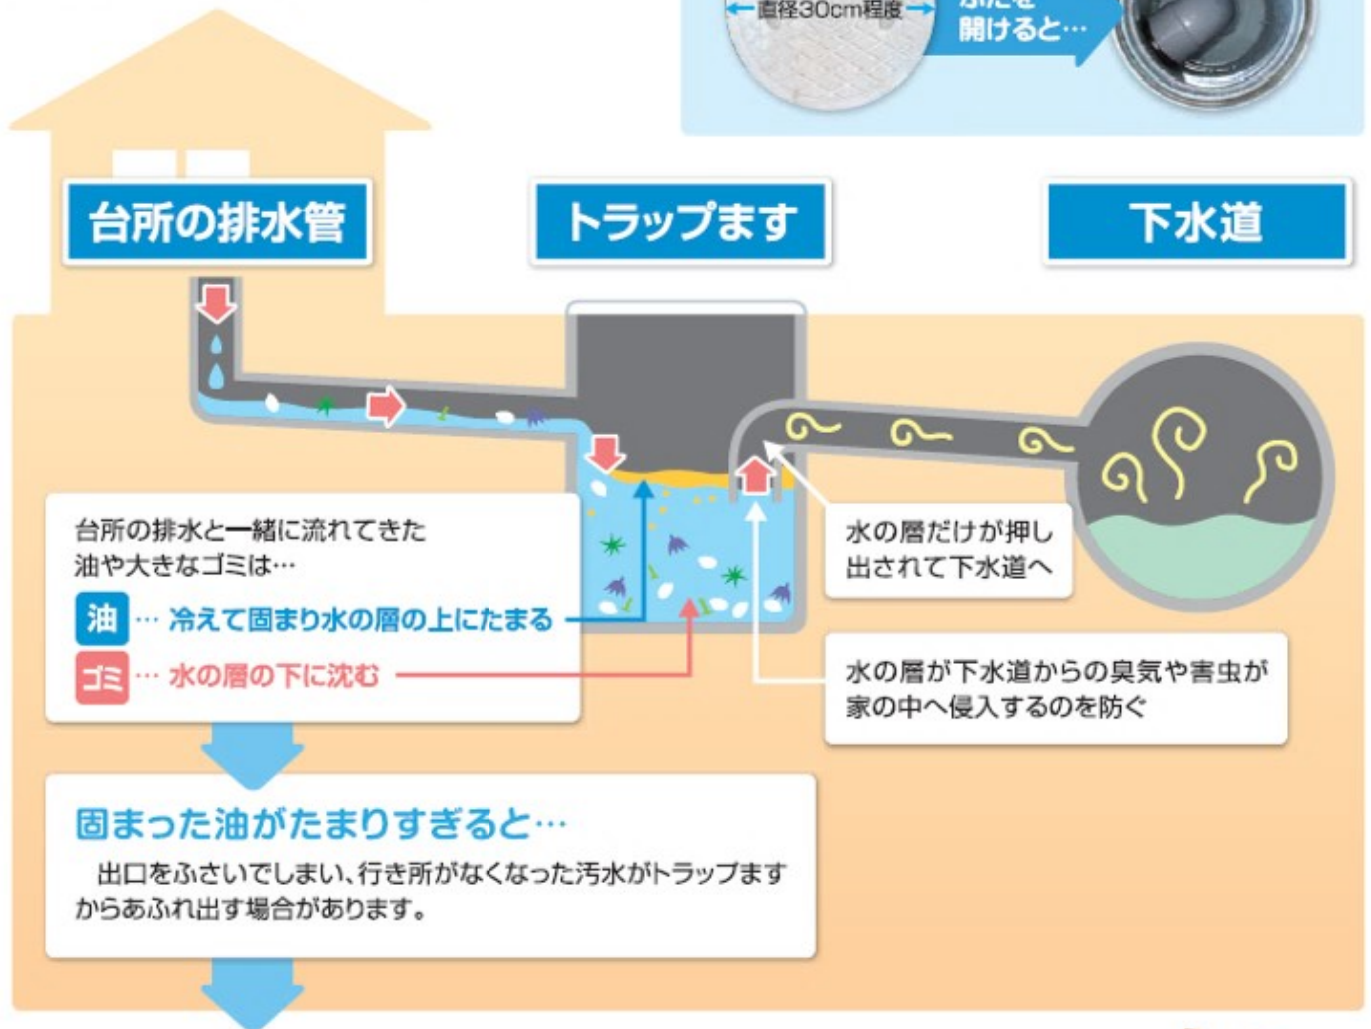 直径30cm程度
ふたを
開けると…
台所の排水管
トラップます
下水道
台所の排水と一緒に流れてきた
油や大きなゴミは…
油 … 冷えて固まり水の層の上にたまる
ゴミ … 水の層の下に沈む
水の層だけが押し
出されて下水道へ
水の層が下水道からの臭気や害虫が
家の中へ侵入するのを防ぐ
固まった油がたまりすぎると…
出口をふさいでしまい、行き所がなくなった汚水がトラップます
からあふれ出す場合があります。